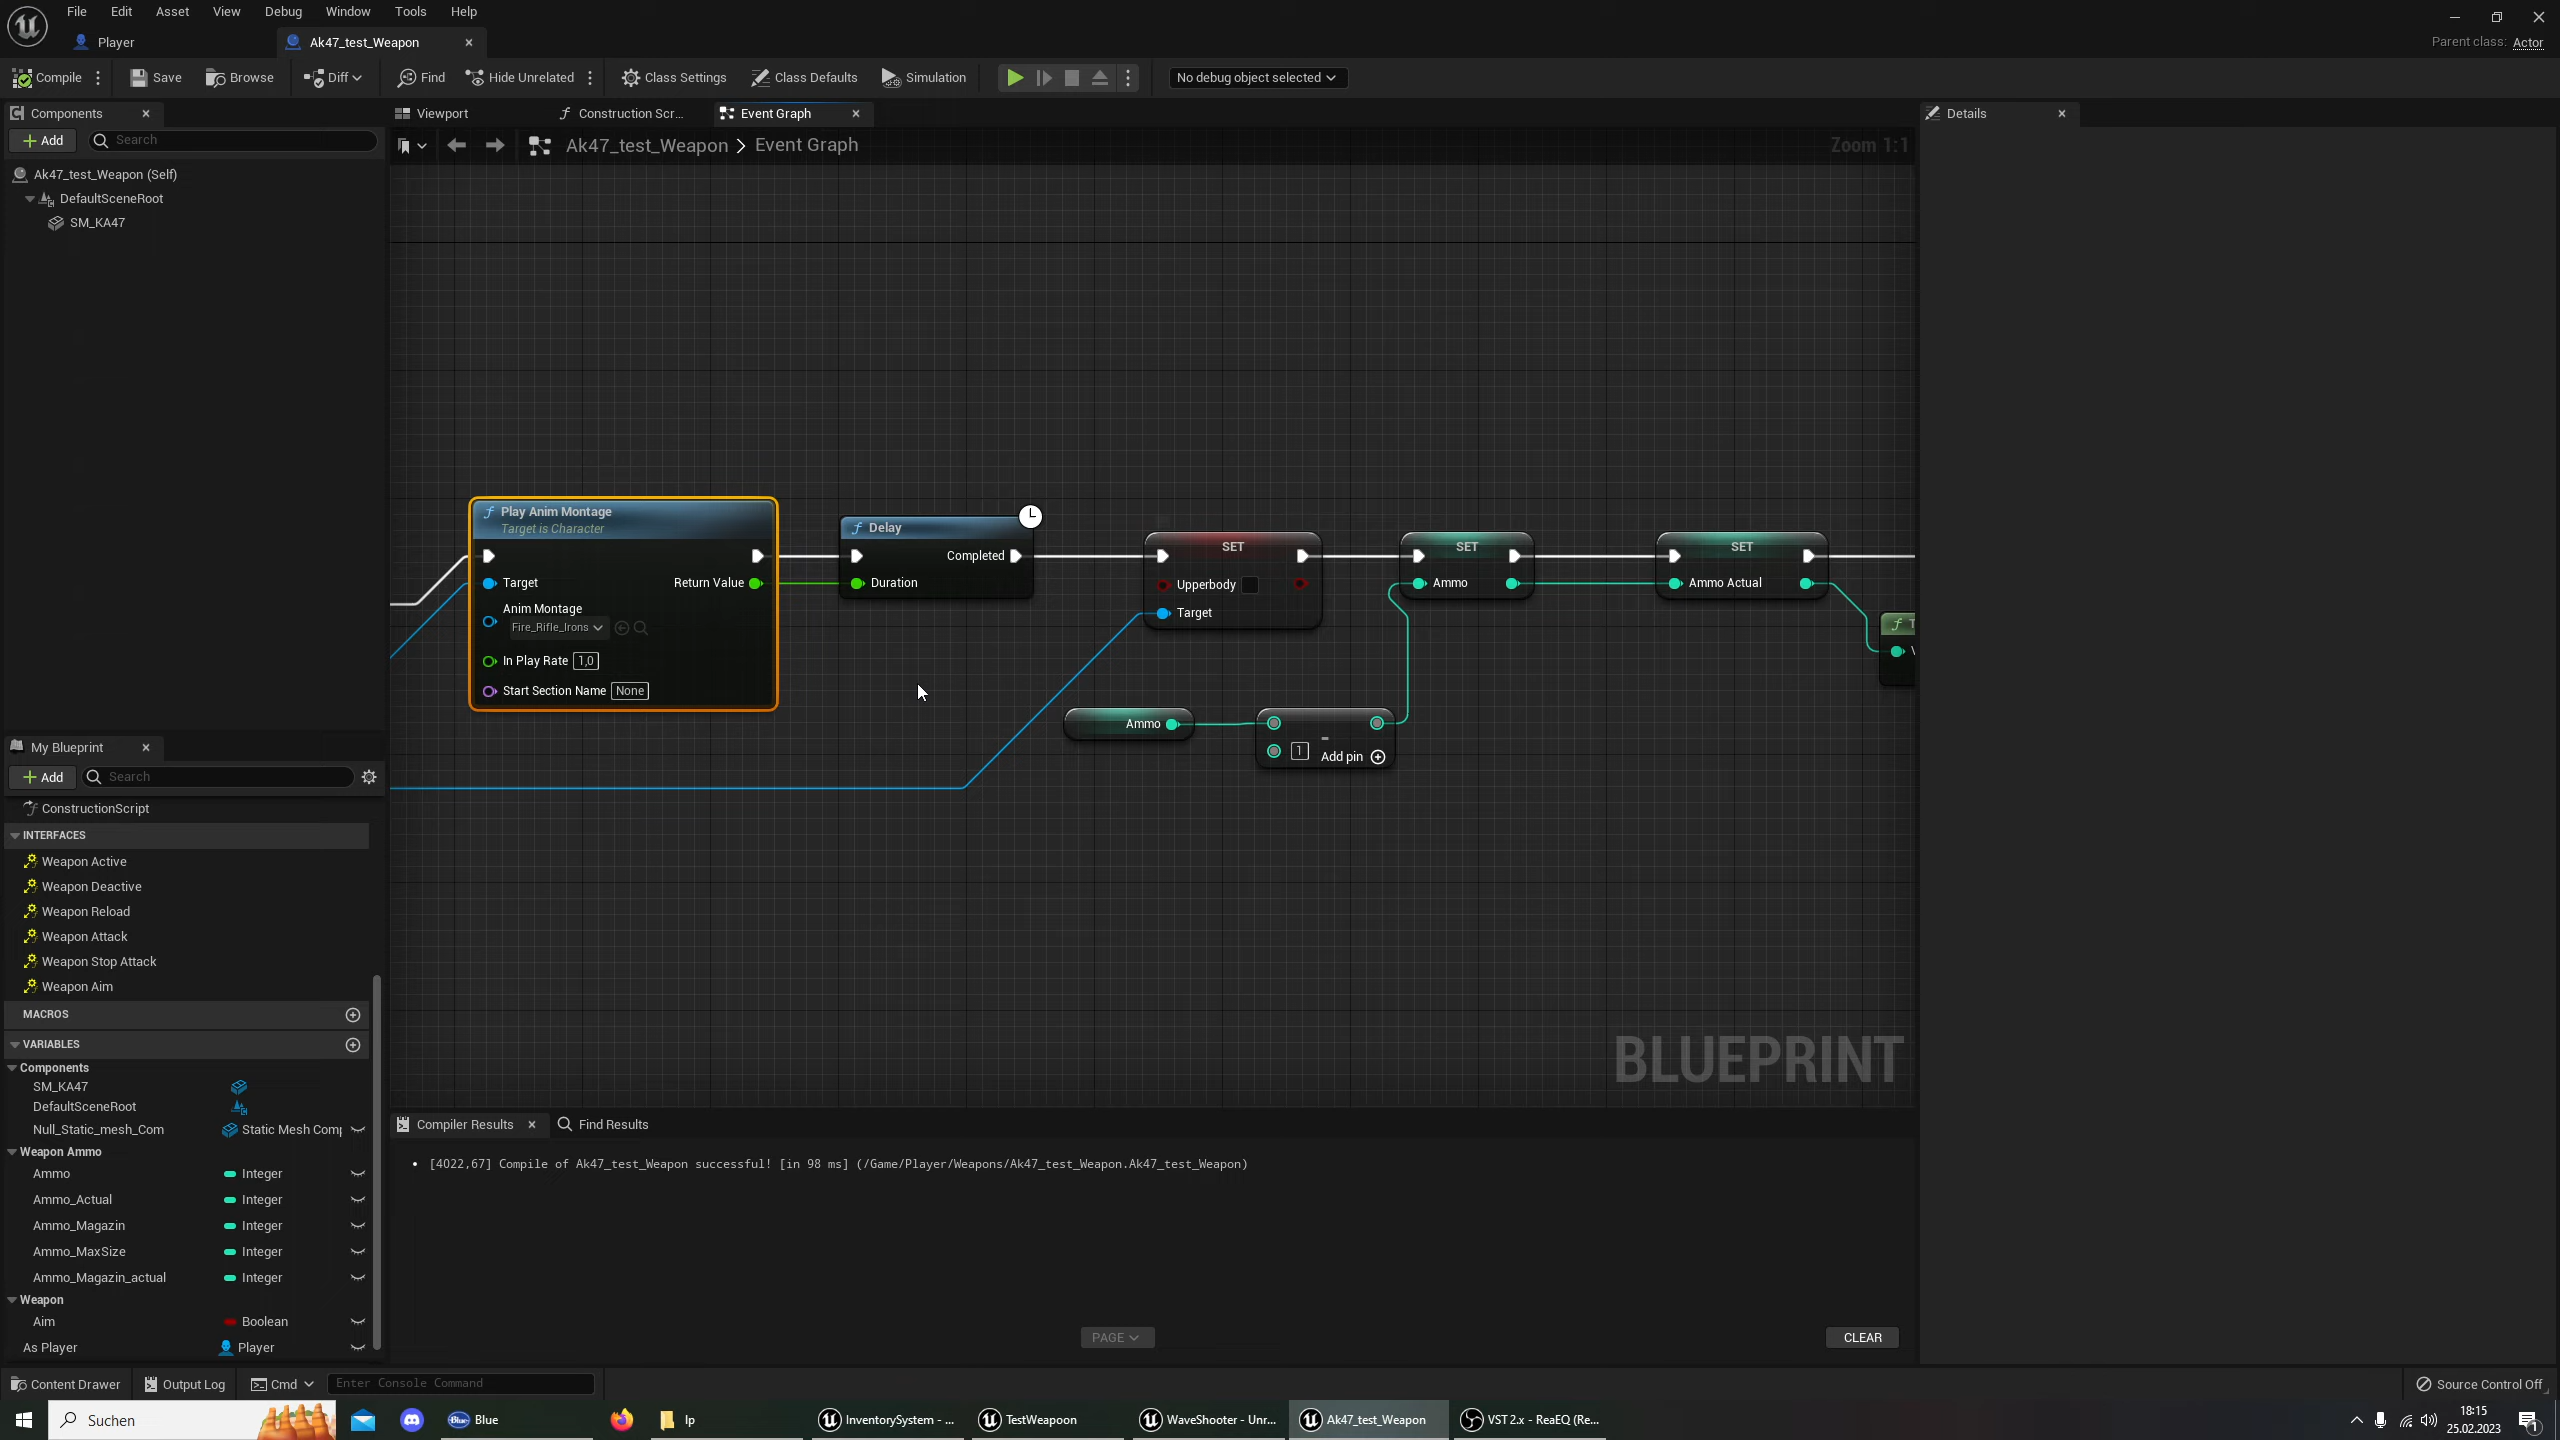 File Edit Asset View Debug Window Tools Help
Player
Ak47_test_Weapon
Parent class: Actor
Compile
Save
Browse
Diff
Find
Hide Unrelated
Class Settings
Class Defaults
Simulation
No debug object selected
Components
Add
Search
Ak47_test_Weapon (Self)
DefaultSceneRoot
SM_KA47
Viewport
Construction Scr...
Event Graph
Ak47_test_Weapon > Event Graph
Zoom 1:1
Details
Play Anim Montage
Target is Character
Target
Return Value
Anim Montage
Fire_Rifle_Irons
In Play Rate 1,0
Start Section Name None
Delay
Completed
Duration
SET
Upperbody
Target
SET
Ammo
SET
Ammo Actual
Ammo
-
1
Add pin
BLUEPRINT
My Blueprint
Add
Search
ConstructionScript
INTERFACES
Weapon Active
Weapon Deactive
Weapon Reload
Weapon Attack
Weapon Stop Attack
Weapon Aim
MACROS
VARIABLES
Components
SM_KA47
DefaultSceneRoot
Null_Static_mesh_Com Static Mesh Comp
Weapon Ammo
Ammo Integer
Ammo_Actual Integer
Ammo_Magazin Integer
Ammo_MaxSize Integer
Ammo_Magazin_actual Integer
Weapon
Aim Boolean
As Player Player
Compiler Results
Find Results
• [4022,67] Compile of Ak47_test_Weapon successful! [in 98 ms] (/Game/Player/Weapons/Ak47_test_Weapon.Ak47_test_Weapon)
PAGE
CLEAR
Content Drawer
Output Log
Cmd
Enter Console Command
Source Control Off
Suchen
Blue
Ip
InventorySystem - ...
TestWeapoon
WaveShooter - Unr...
Ak47_test_Weapon
VST 2.x - ReaEQ (Re...
18:15
25.02.2023
1